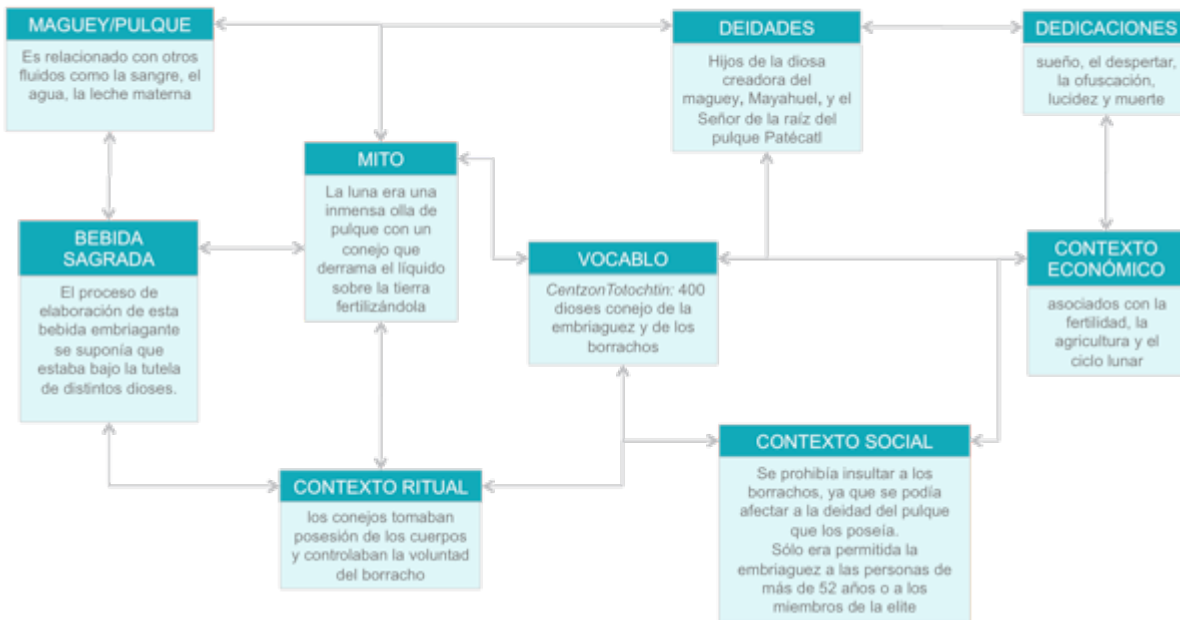 MAGUEY/PULQUE
Es relacionado con otros
fluidos como la sangre, el
agua, la leche materna
DEIDADES
Hijos de la diosa
creadora del
maguey, Mayahuel, y el
Señor de la raíz del
pulque Patécatl
DEDICACIONES
sueño, el despertar,
la ofuscación,
lucidez y muerte
MITO
La luna era una
inmensa olla de
pulque con un
conejo que
derrama el líquido
sobre la tierra
fertilizándola
BEBIDA
SAGRADA
El proceso de
elaboración de esta
bebida embriagante
se suponía que
estaba bajo la tutela
de distintos dioses.
VOCABLO
CentzonTotochtin: 400
dioses conejo de la
embriaguez y de los
borrachos
CONTEXTO
ECONÓMICO
asociados con la
fertilidad, la
agricultura y el
ciclo lunar
CONTEXTO RITUAL
los conejos tomaban
posesión de los cuerpos
y controlaban la voluntad
del borracho
CONTEXTO SOCIAL
Se prohibía insultar a los
borrachos, ya que se podía
afectar a la deidad del pulque
que los poseía.
Sólo era permitida la
embriaguez a las personas de
más de 52 años o a los
miembros de la elite